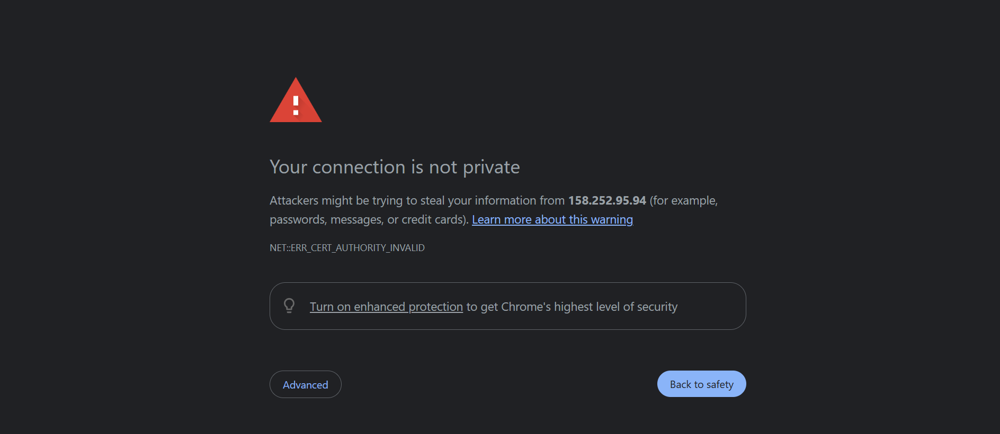 Your connection is not private
Attackers might be trying to steal your information from 158.252.95.94 (for example,
passwords, messages, or credit cards). Learn more about this warning
NET::ERR_CERT_AUTHORITY_INVALID
Turn on enhanced protection to get Chrome's highest level of security
Advanced
Back to safety